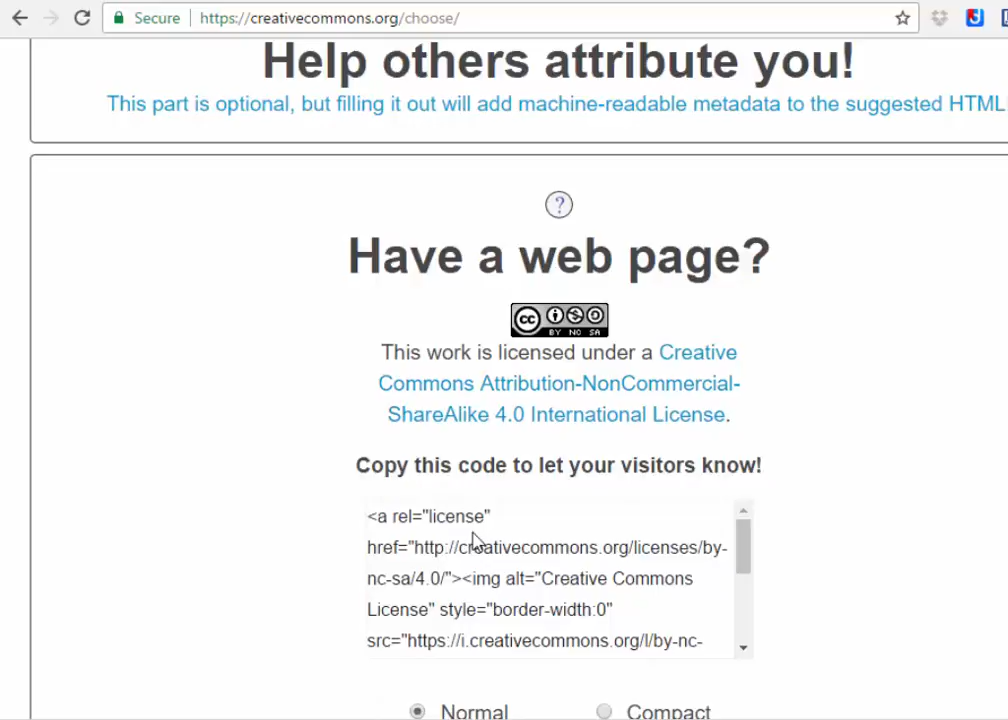 Secure https://creativecommons.org/choose/
Help others attribute you!
This part is optional, but filling it out will add machine-readable metadata to the suggested HTML
?
Have a web page?
cc
BY NC SA
This work is licensed under a Creative
Commons Attribution-NonCommercial-
ShareAlike 4.0 International License.
Copy this code to let your visitors know!
<a rel="license"
href="http://creativecommons.org/licenses/by-
nc-sa/4.0/"><img alt="Creative Commons
License" style="border-width:0"
src="https://i.creativecommons.org/l/by-nc-
Normal Compact